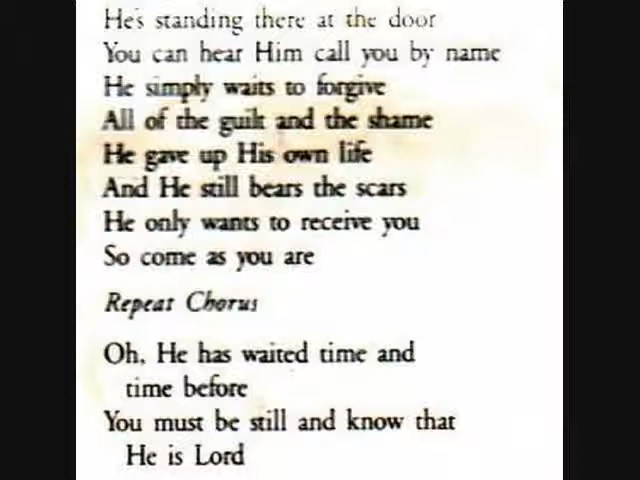 He's standing there at the door
You can hear Him call you by name
He simply waits to forgive
All of the guilt and the shame
He gave up His own life
And He still bears the scars
He only wants to receive you
So come as you are
Repeat Chorus
Oh, He has waited time and
time before
You must be still and know that
He is Lord